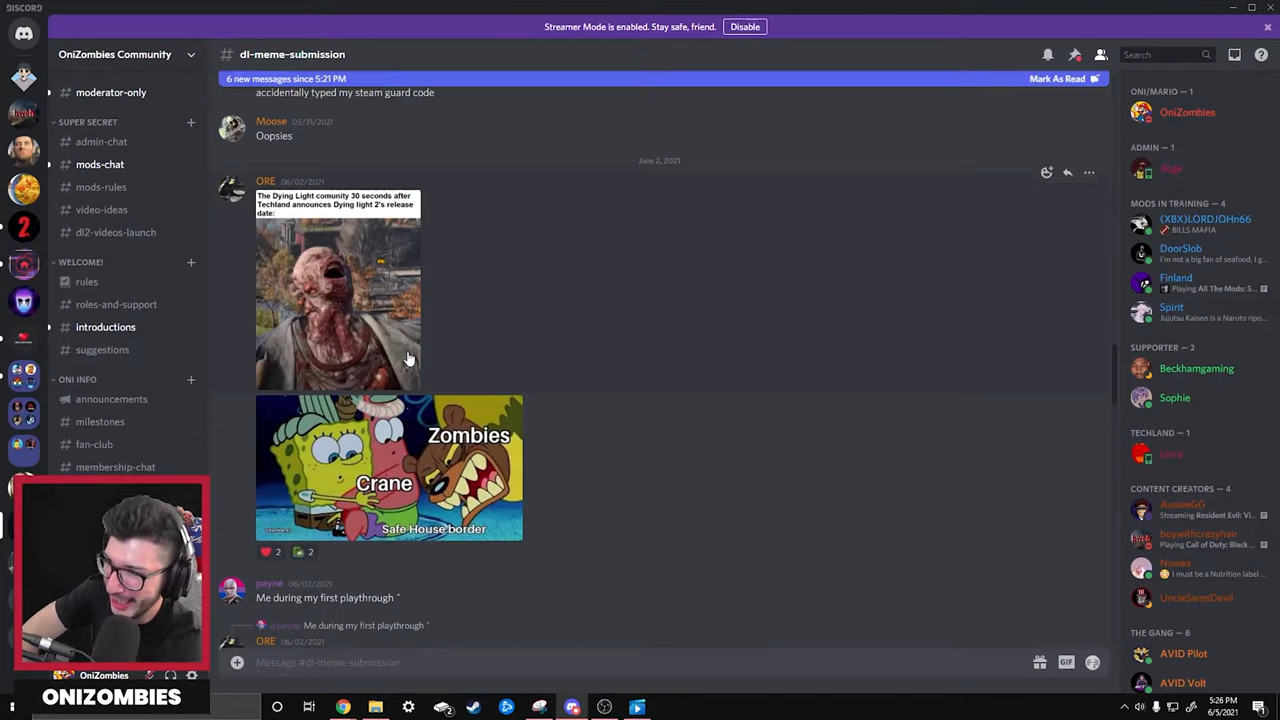 DISCORD
Streamer Mode is enabled. Stay safe, friend.
Disable
OniZombies Community
dl-meme-submission
Search
6 new messages since 5:21 PM
Mark As Read
moderator-only
SUPER SECRET
admin-chat
mods-chat
mods-rules
video-ideas
dl2-videos-launch
WELCOME!
rules
roles-and-support
introductions
suggestions
ONI INFO
announcements
milestones
fan-club
membership-chat
OniZombies
ONIZOMBIES
accidentally typed my steam guard code
Moose 05/31/2021
Oopsies
June 2, 2021
ORE 06/02/2021
The Dying Light comunity 30 seconds after
Techland announces Dying light 2's release
date:
Zombies
Crane
Safe House border
2 2
payne 06/02/2021
Me during my first playthrough ^
@payne Me during my first playthrough ^
ORE 06/02/2021
Message #dl-meme-submission
GIF
ONI/MARIO — 1
OniZombies
ADMIN — 1
MODS IN TRAINING — 4
(XBX)LORDJOHn66
BILLS MAFIA
DoorSlob
I'm not a big fan of seafood, I g...
Finland
Playing All The Mods: S...
Spirit
Jujutsu Kaisen is a Naruto ripo...
SUPPORTER — 2
Beckhamgaming
Sophie
TECHLAND — 1
CONTENT CREATORS — 4
AussieGG
Streaming Resident Evil: Vi...
boywithcrazyhair
Playing Call of Duty: Black ...
Noviex
I must be a Nutrition label ...
UncleSamsDevil
THE GANG — 6
AVID Pilot
AVID Volt
5:26 PM
6/5/2021